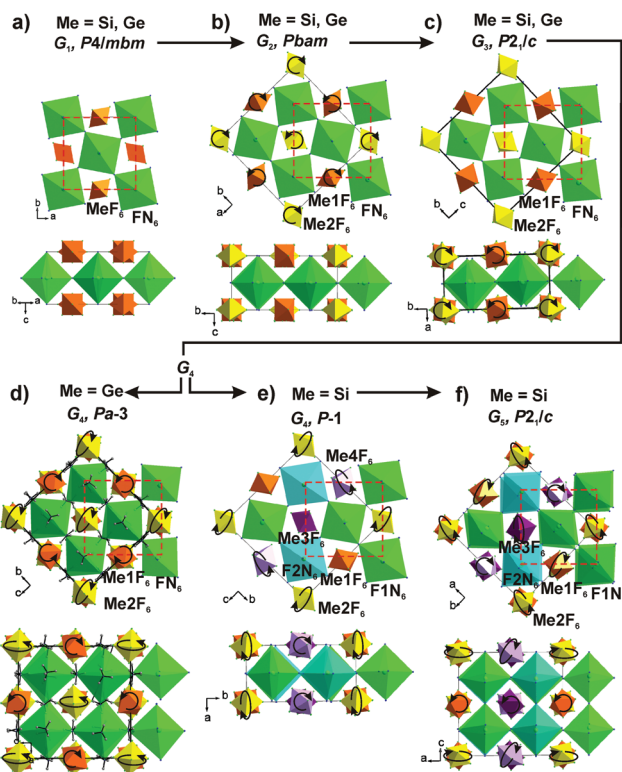 a)
Me = Si, Ge
G1, P4/mbm
b)
Me = Si, Ge
G2, Pbam
c)
Me = Si, Ge
G3, P21/c
MeF6
FN6
b
a
Me1F6
FN6
Me2F6
b
a
Me1F6
FN6
Me2F6
b
c
b
a
c
b
c
b
a
G4
d)
Me = Ge
G4, Pa-3
e)
Me = Si
G4, P-1
f)
Me = Si
G5, P21/c
Me1F6
FN6
Me2F6
b
c
Me4F6
Me3F6
F2N6
Me1F6
F1N6
Me2F6
c
b
Me3F6
F2N6
Me1F6
F1N
Me2F6
a
b
c
a
b
a
a
c